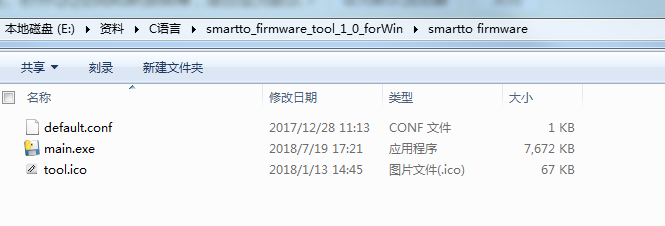 本地磁盘 (E:) ▸ 资料 ▸ C语言 ▸ smartto_firmware_tool_1_0_forWin ▸ smartto firmware
共享 刻录 新建文件夹
名称 修改日期 类型 大小
default.conf 2017/12/28 11:13 CONF 文件 1 KB
main.exe 2018/7/19 17:21 应用程序 7,672 KB
tool.ico 2018/1/13 14:45 图片文件(.ico) 67 KB